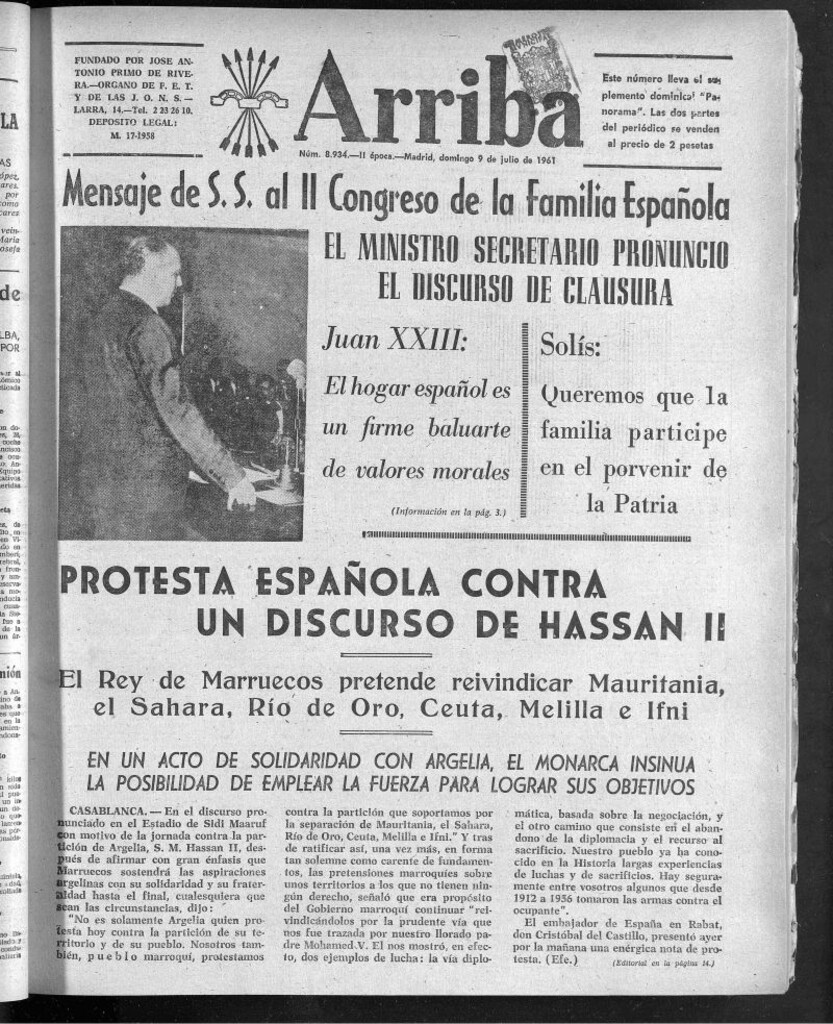 FUNDADO POR JOSE AN-
TONIO PRIMO DE RIVE-
RA.—ORGANO DE F. E. T.
Y DE LAS J. O. N. S.—
LARRA, 14.—Tel. 2 23 26 10.
DEPOSITO LEGAL:
M. 17-1958
Arriba
Este número lleva el su-
plemento dominical "Pa-
norama". Las dos partes
del periódico se venden
al precio de 2 pesetas
Núm. 8.934.—II época.—Madrid, domingo 9 de julio de 1961
Mensaje de S. S. al II Congreso de la Familia Española
EL MINISTRO SECRETARIO PRONUNCIO
EL DISCURSO DE CLAUSURA
Juan XXIII:
El hogar español es
un firme baluarte
de valores morales
(Información en la pág. 3.)
Solís:
Queremos que la
familia participe
en el porvenir de
la Patria
PROTESTA ESPAÑOLA CONTRA
UN DISCURSO DE HASSAN II
El Rey de Marruecos pretende reivindicar Mauritania,
el Sahara, Río de Oro, Ceuta, Melilla e Ifni
EN UN ACTO DE SOLIDARIDAD CON ARGELIA, EL MONARCA INSINUA
LA POSIBILIDAD DE EMPLEAR LA FUERZA PARA LOGRAR SUS OBJETIVOS
CASABLANCA.—En el discurso pro-
nunciado en el Estadio de Sidi Maaruf
con motivo de la jornada contra la par-
tición de Argelia, S. M. Hassan II, des-
pués de afirmar con gran énfasis que
Marruecos sostendrá las aspiraciones
argelinas con su solidaridad y su frater-
nidad hasta el final, cualesquiera que
sean las circunstancias, dijo:
"No es solamente Argelia quien pro-
testa hoy contra la partición de su te-
rritorio y de su pueblo. Nosotros tam-
bién, pueblo marroquí, protestamos
contra la partición que soportamos por
la separación de Mauritania, el Sahara,
Río de Oro, Ceuta, Melilla e Ifni." Y tras
de ratificar así, una vez más, en forma
tan solemne como carente de fundamen-
tos, las pretensiones marroquíes sobre
unos territorios a los que no tienen nin-
gún derecho, señaló que era propósito
del Gobierno marroquí continuar "rei-
vindicándolos por la prudente vía que
nos fue trazada por nuestro llorado pa-
dre Mohamed V. El nos mostró, en efec-
to, dos ejemplos de lucha: la vía diplo-
mática, basada sobre la negociación, y
el otro camino que consiste en el aban-
dono de la diplomacia y el recurso al
sacrificio. Nuestro pueblo ya ha cono-
cido en la Historia largas experiencias
de luchas y de sacrificios. Hay segura-
mente entre vosotros algunos que desde
1912 a 1956 tomaron las armas contra el
ocupante".
El embajador de España en Rabat,
don Cristóbal del Castillo, presentó ayer
por la mañana una enérgica nota de pro-
testa. (Efe.)
(Editorial en la página 14.)